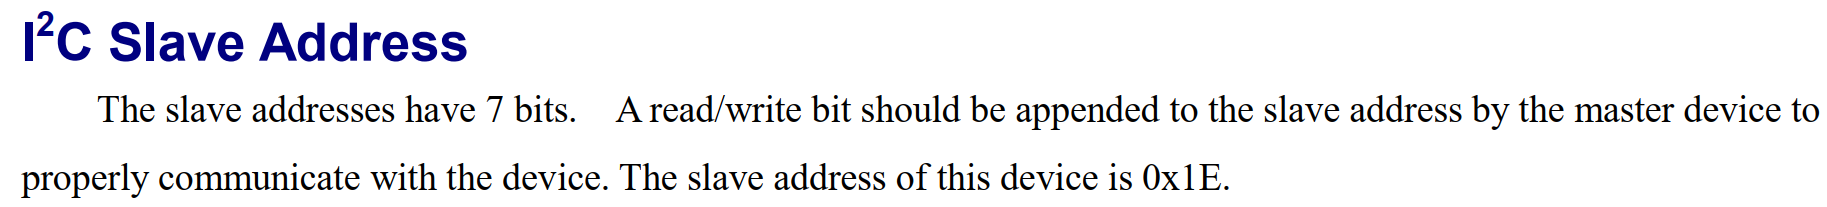 I²C Slave Address
The slave addresses have 7 bits. A read/write bit should be appended to the slave address by the master device to
properly communicate with the device. The slave address of this device is 0x1E.